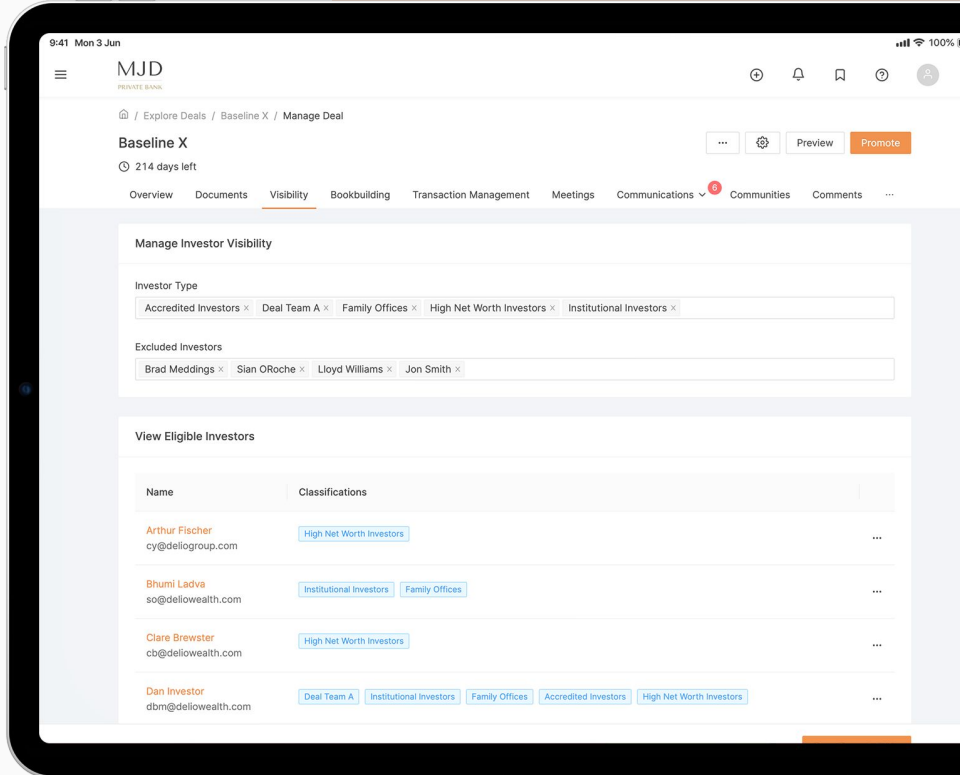 9:41 Mon 3 Jun
100%
MJD
PRIVATE BANK
/ Explore Deals / Baseline X / Manage Deal
Baseline X
... Preview Promote
214 days left
Overview Documents Visibility Bookbuilding Transaction Management Meetings Communications 6 Communities Comments ...
Manage Investor Visibility
Investor Type
Accredited Investors × Deal Team A × Family Offices × High Net Worth Investors × Institutional Investors ×
Excluded Investors
Brad Meddings × Sian ORoche × Lloyd Williams × Jon Smith ×
View Eligible Investors
Name Classifications
Arthur Fischer
High Net Worth Investors
cy@deliogroup.com
...
Bhumi Ladva
Institutional Investors Family Offices
so@deliowealth.com
...
Clare Brewster
High Net Worth Investors
cb@deliowealth.com
...
Dan Investor
Deal Team A Institutional Investors Family Offices Accredited Investors High Net Worth Investors
dbm@deliowealth.com
...